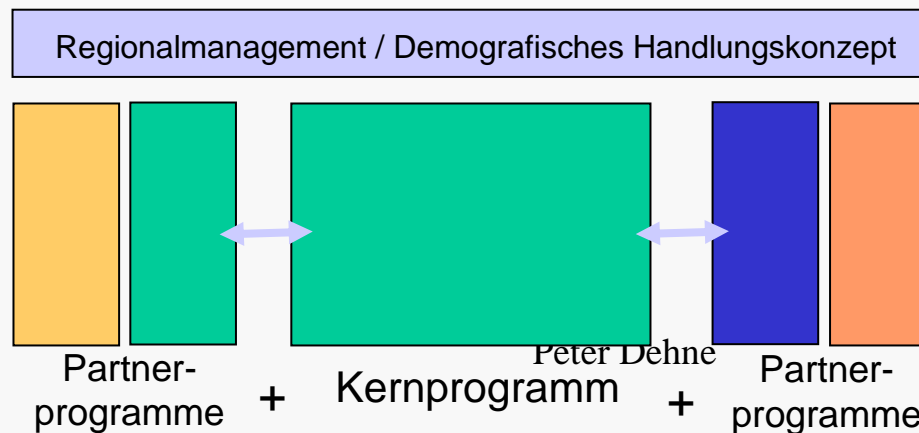 Regionalmanagement / Demografisches Handlungskonzept
Peter Dehne
Partner-
programme
+
Kernprogramm
+
Partner-
programme